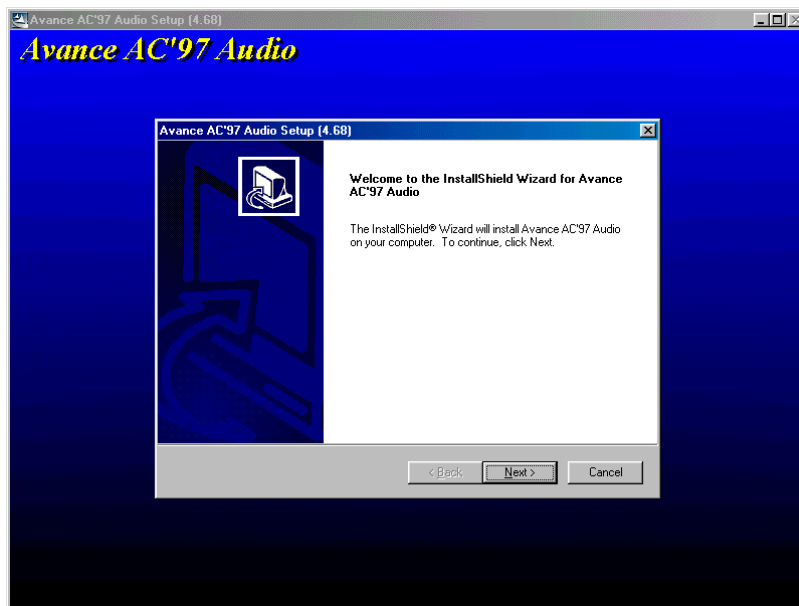 Avance AC'97 Audio Setup (4.68)
Avance AC'97 Audio
Avance AC'97 Audio Setup (4.68)
Welcome to the InstallShield Wizard for Avance
AC'97 Audio
The InstallShield® Wizard will install Avance AC'97 Audio
on your computer. To continue, click Next.
< Back Next > Cancel